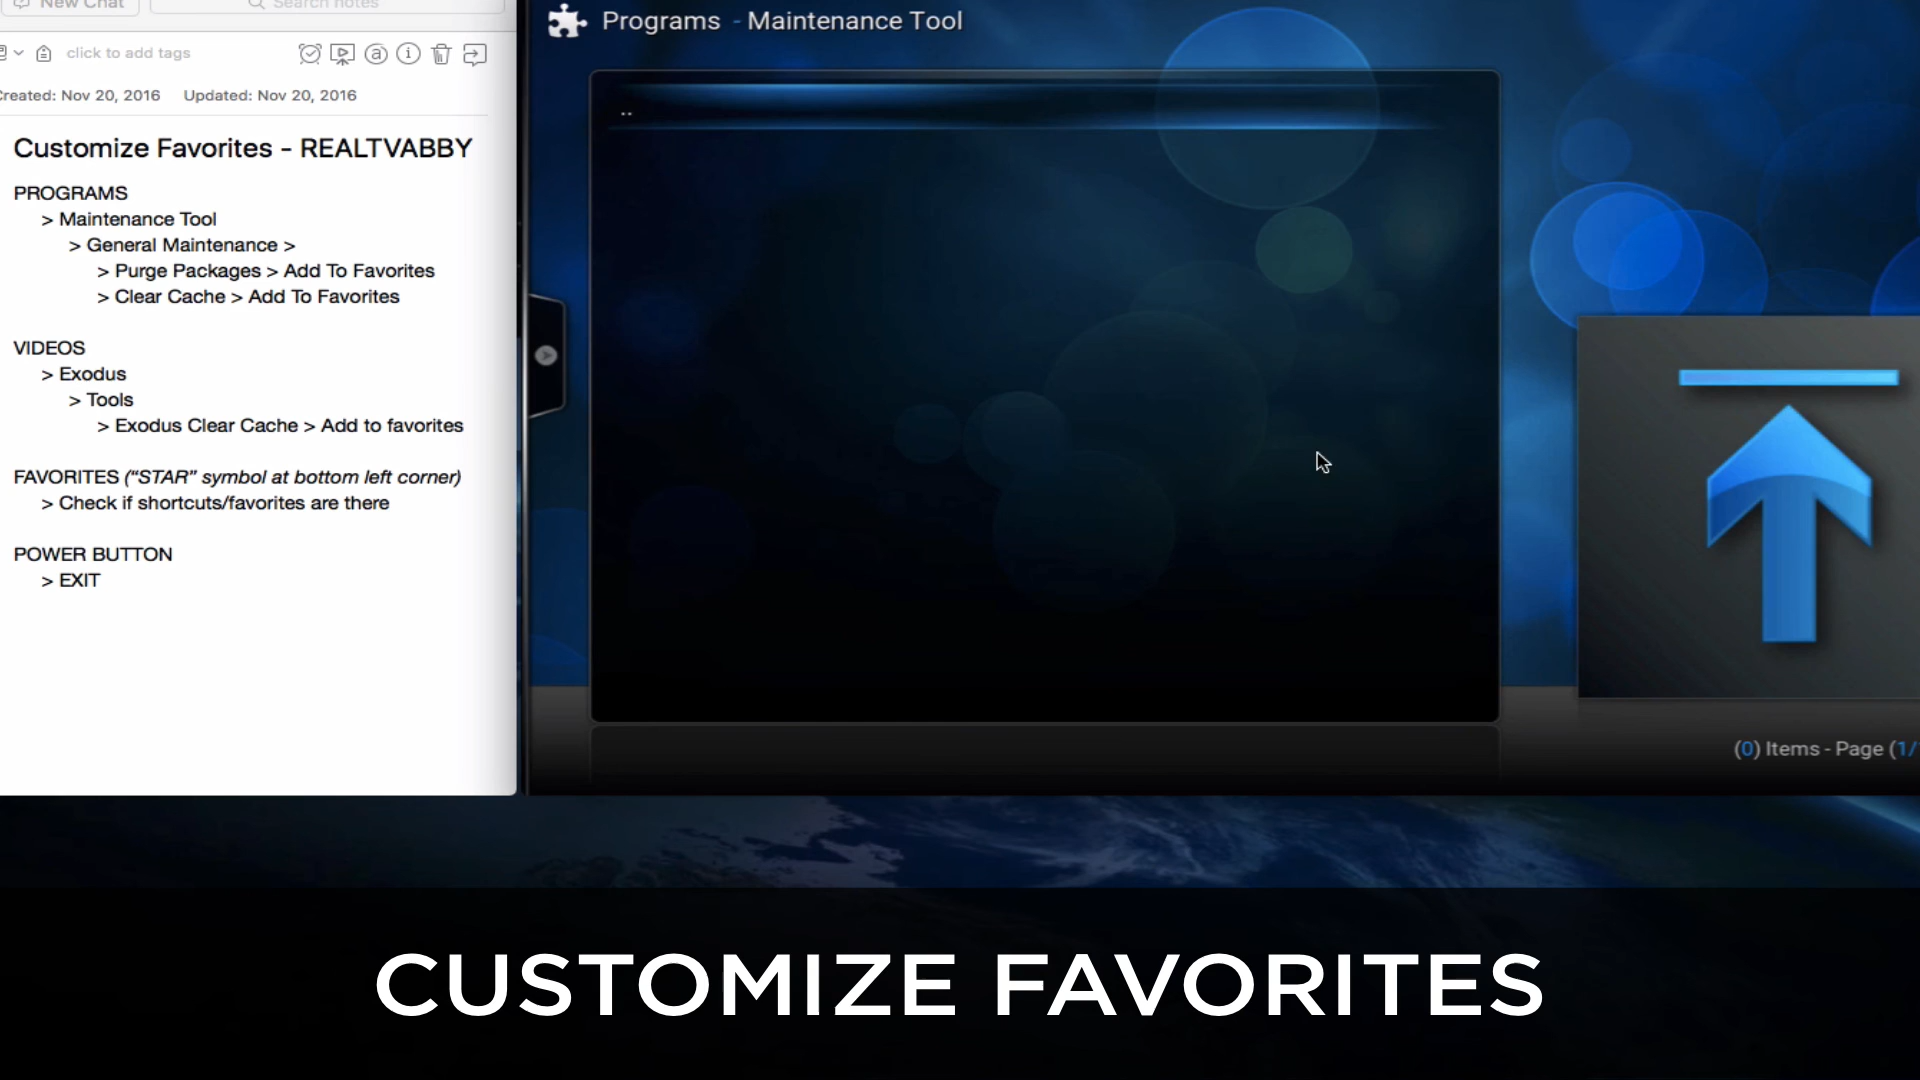 New Chat
Search notes
click to add tags
Created: Nov 20, 2016 Updated: Nov 20, 2016
Customize Favorites - REALTVABBY
PROGRAMS
> Maintenance Tool
> General Maintenance >
> Purge Packages > Add To Favorites
> Clear Cache > Add To Favorites
VIDEOS
> Exodus
> Tools
> Exodus Clear Cache > Add to favorites
FAVORITES (“STAR” symbol at bottom left corner)
> Check if shortcuts/favorites are there
POWER BUTTON
> EXIT
Programs - Maintenance Tool
..
(0) Items - Page (1/
CUSTOMIZE FAVORITES